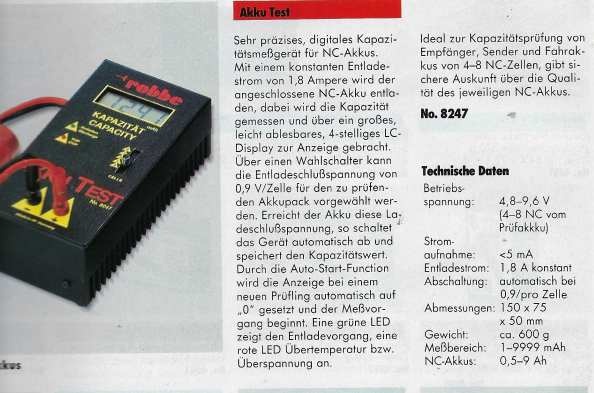 Akku Test
Sehr präzises, digitales Kapazi-
tätsmeßgerät für NC-Akkus.
Mit einem konstanten Entlade-
strom von 1,8 Ampere wird der
angeschlossene NC-Akku entla-
den, dabei wird die Kapazität
gemessen und über ein großes,
leicht ablesbares, 4-stelliges LC-
Display zur Anzeige gebracht.
Über einen Wahlschalter kann
die Entladeschlußspannung von
0,9 V/Zelle für den zu prüfen-
den Akkupack vorgewählt wer-
den. Erreicht der Akku diese La-
deschlußspannung, so schaltet
das Gerät automatisch ab und
speichert den Kapazitätswert.
Durch die Auto-Start-Function
wird die Anzeige bei einem
neuen Prüfling automatisch auf
„0" gesetzt und der Meßvor-
gang beginnt. Eine grüne LED
zeigt den Entladevorgang, eine
rote LED Übertemperatur bzw.
Überspannung an.
Ideal zur Kapazitätsprüfung von
Empfänger, Sender und Fahrak-
kus von 4–8 NC-Zellen, gibt si-
chere Auskunft über die Quali-
tät des jeweiligen NC-Akkus.
No. 8247
Technische Daten
Betriebs-
spannung: 4,8–9,6 V
(4–8 NC vom
Prüfakkku)
Strom-
aufnahme: <5 mA
Entladestrom: 1,8 A konstant
Abschaltung: automatisch bei
0,9/pro Zelle
Abmessungen: 150 x 75
x 50 mm
Gewicht: ca. 600 g
Meßbereich: 1–9999 mAh
NC-Akkus: 0,5–9 Ah
robbe
mAh
KAPAZITÄT
CAPACITY
CELLS
TEST
No. 8247
kkus